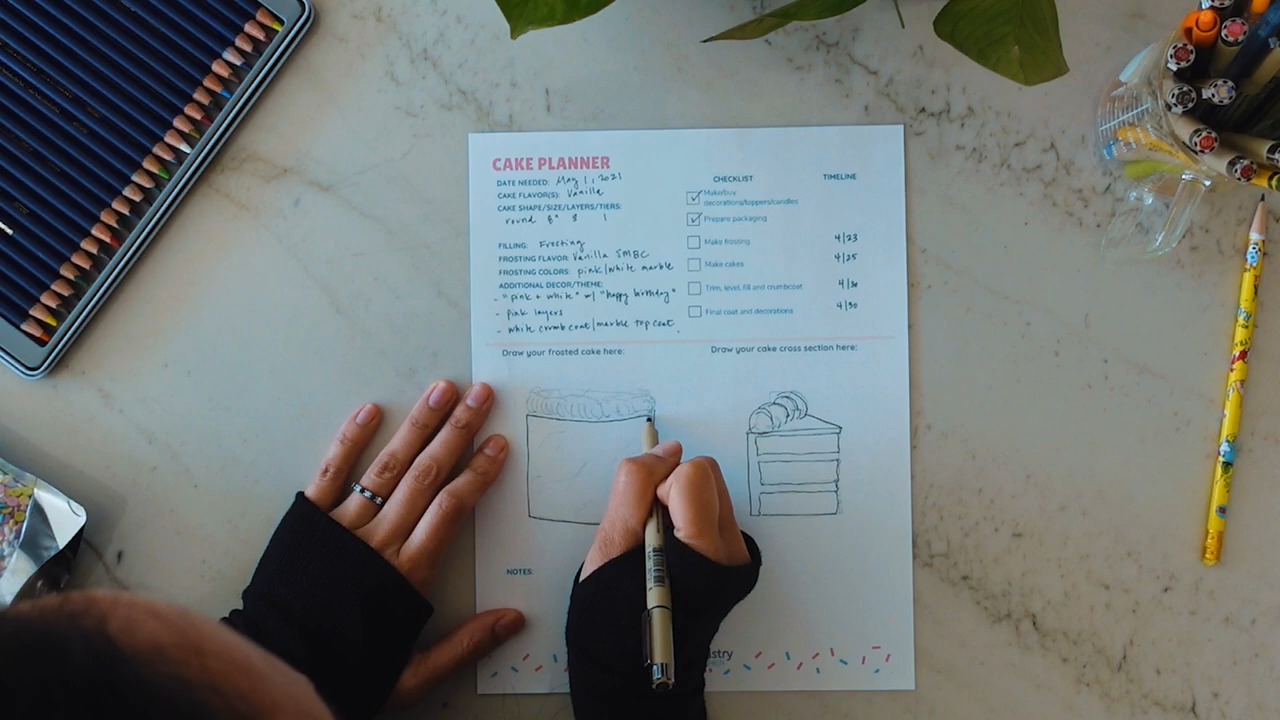 CAKE PLANNER
DATE NEEDED: May 1, 2021
CAKE FLAVOR(S): Vanilla
CAKE SHAPE/SIZE/LAYERS/TIERS:
round 8" 3 1
FILLING: Frosting
FROSTING FLAVOR: Vanilla SMBC
FROSTING COLORS: pink/white marble
ADDITIONAL DECOR/THEME:
- "pink + white" w/ "happy birthday"
- pink layers
- white crumb coat/marble top coat.
CHECKLIST
TIMELINE
Make/buy
decorations/toppers/candles
Prepare packaging
Make frosting 4/23
Make cakes 4/25
Trim, level, fill and crumbcoat 4/30
Final coat and decorations 4/30
Draw your frosted cake here:
Draw your cake cross section here:
NOTES: